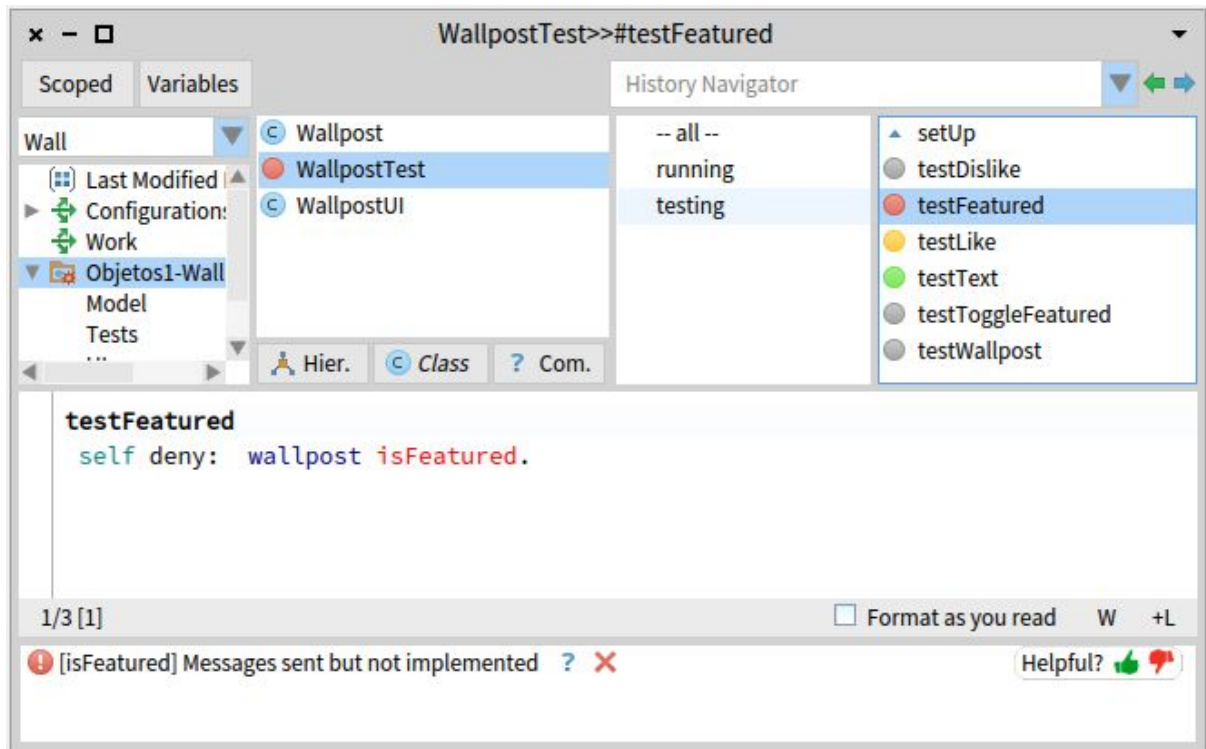 WallpostTest>>#testFeatured
Scoped Variables History Navigator
Wall
Last Modified
Configurations
Work
Objetos1-Wall
Model
Tests
Wallpost
WallpostTest
WallpostUI
Hier. Class ? Com.
-- all --
running
testing
setUp
testDislike
testFeatured
testLike
testText
testToggleFeatured
testWallpost
testFeatured
self deny: wallpost isFeatured.
1/3 [1] Format as you read W +L
[isFeatured] Messages sent but not implemented ? Helpful?